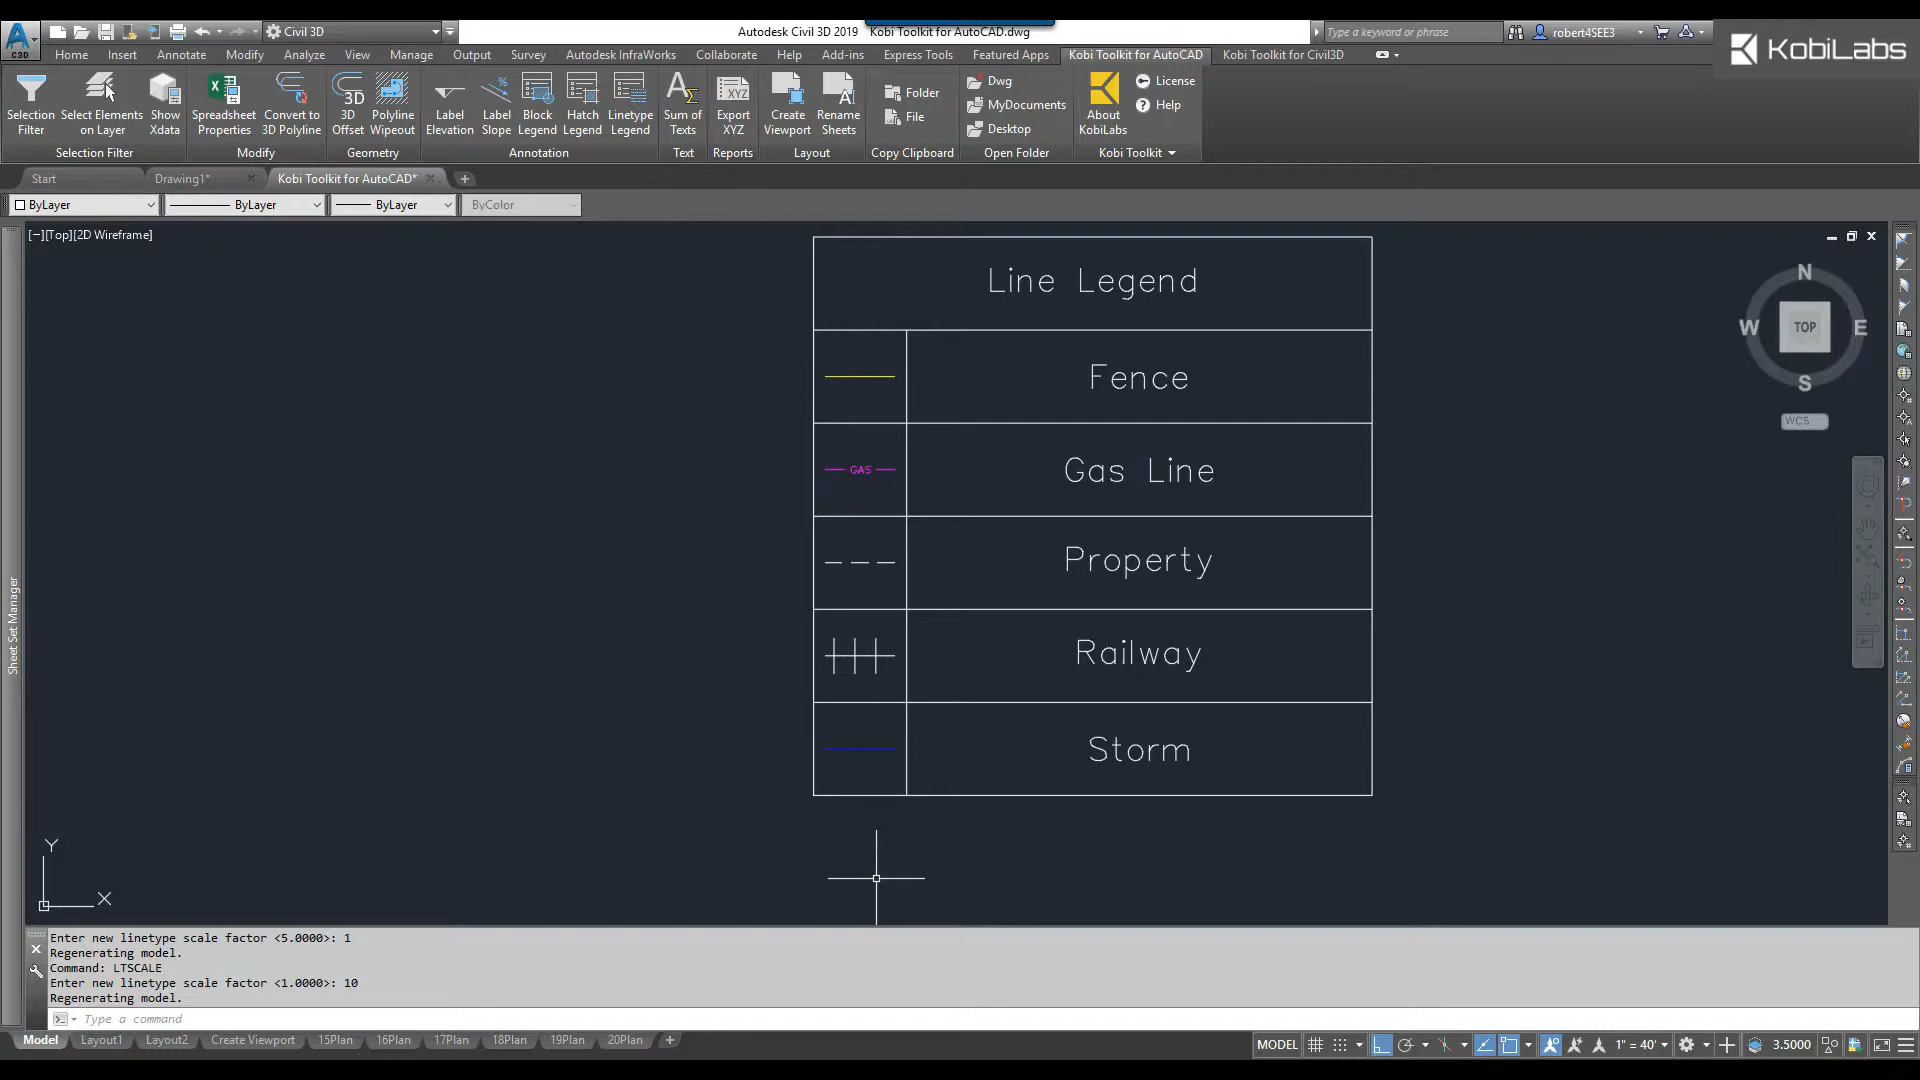 Civil 3D
Autodesk Civil 3D 2019 Kobi Toolkit for AutoCAD.dwg
Type a keyword or phrase
robert4SEE3
KobiLabs
C3D
Home Insert Annotate Modify Analyze View Manage Output Survey Autodesk InfraWorks Collaborate Help Add-ins Express Tools Featured Apps Kobi Toolkit for AutoCAD Kobi Toolkit for Civil3D
Selection Filter
Select Elements on Layer
Show Xdata
Spreadsheet Properties
Convert to 3D Polyline
3D Offset
Polyline Wipeout
Label Elevation
Label Slope
Block Legend
Hatch Legend
Linetype Legend
Sum of Texts
Export XYZ
Create Viewport
Rename Sheets
Folder
File
Dwg
MyDocuments
Desktop
About KobiLabs
License
Help
Selection Filter Modify Geometry Annotation Text Reports Layout Copy Clipboard Open Folder Kobi Toolkit
Start Drawing1* Kobi Toolkit for AutoCAD*
ByLayer ByLayer ByLayer ByColor
[−][Top][2D Wireframe]
Line Legend
Fence
GAS Gas Line
Property
Railway
Storm
N
W TOP E
S
WCS
Sheet Set Manager
Y
X
Enter new linetype scale factor <5.0000>: 1
Regenerating model.
Command: LTSCALE
Enter new linetype scale factor <1.0000>: 10
Regenerating model.
Type a command
Model Layout1 Layout2 Create Viewport 15Plan 16Plan 17Plan 18Plan 19Plan 20Plan
MODEL 1" = 40' 3.5000